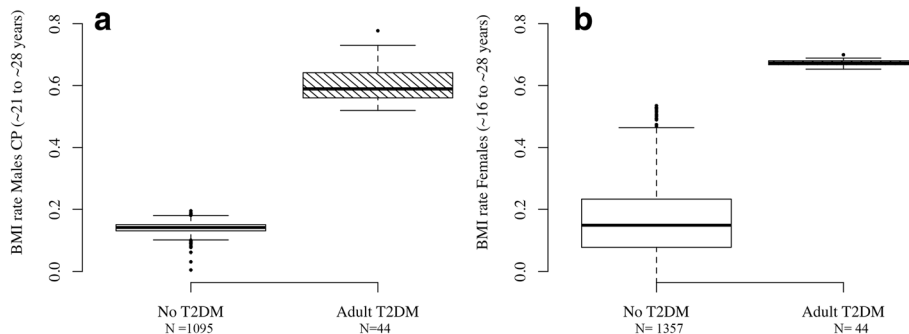 a
BMI rate Males CP (~21 to ~28 years)
0.8
0.6
0.4
0.2
0.0
No T2DM
N =1095
Adult T2DM
N=44
b
BMI rate Females (~16 to ~28 years)
0.8
0.6
0.4
0.2
0.0
No T2DM
N= 1357
Adult T2DM
N= 44